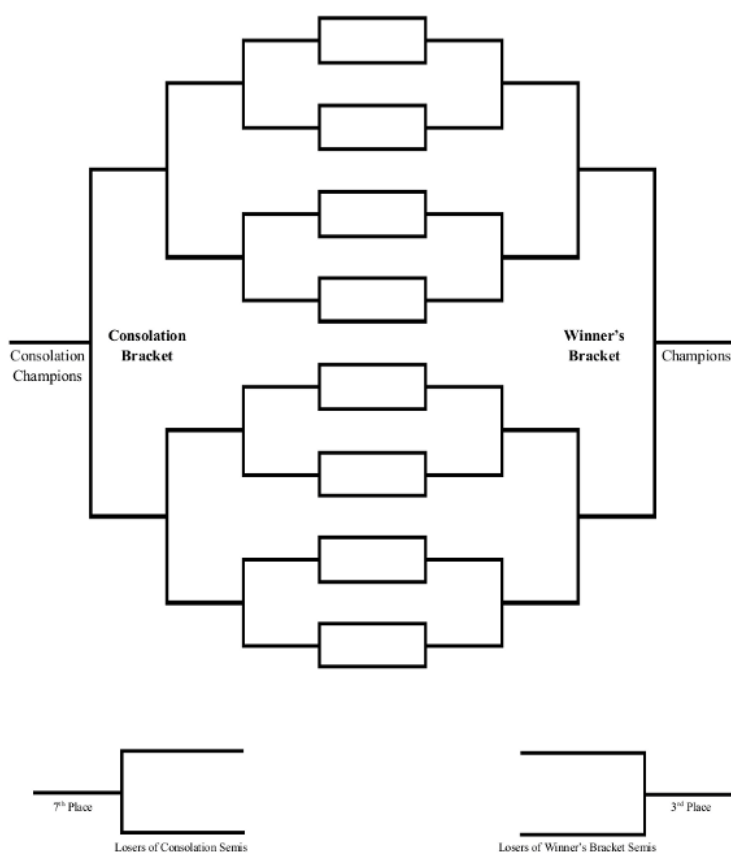 Consolation
Bracket
Winner's
Bracket
Consolation
Champions
Champions
7th Place
3rd Place
Losers of Consolation Semis
Losers of Winner's Bracket Semis